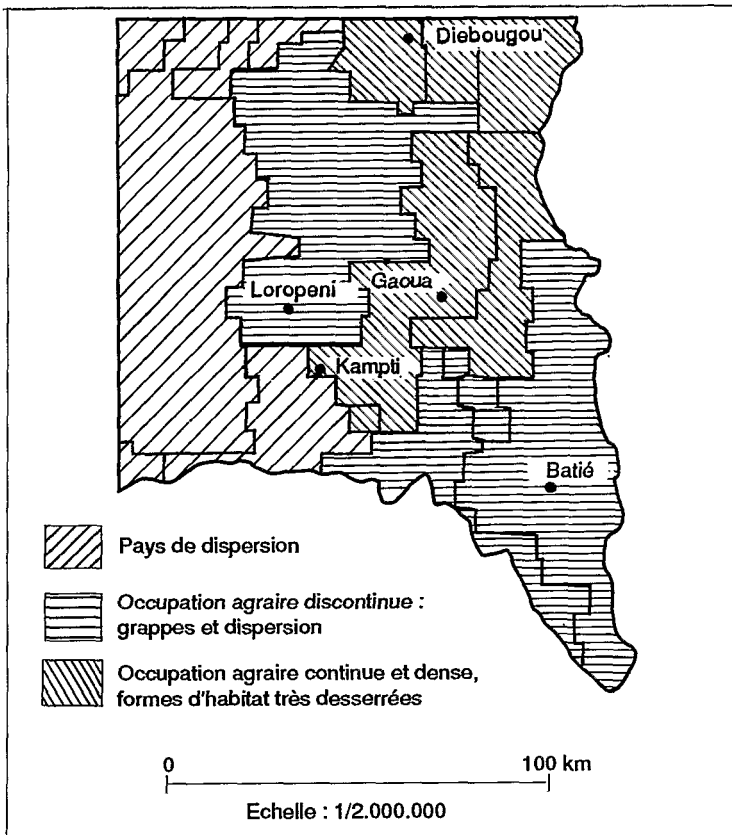 Diebougou
Loropeni
Gaoua
Kampti
Batié
Pays de dispersion
Occupation agraire discontinue :
grappes et dispersion
Occupation agraire continue et dense,
formes d'habitat très desserrées
0
100 km
Echelle : 1/2.000.000